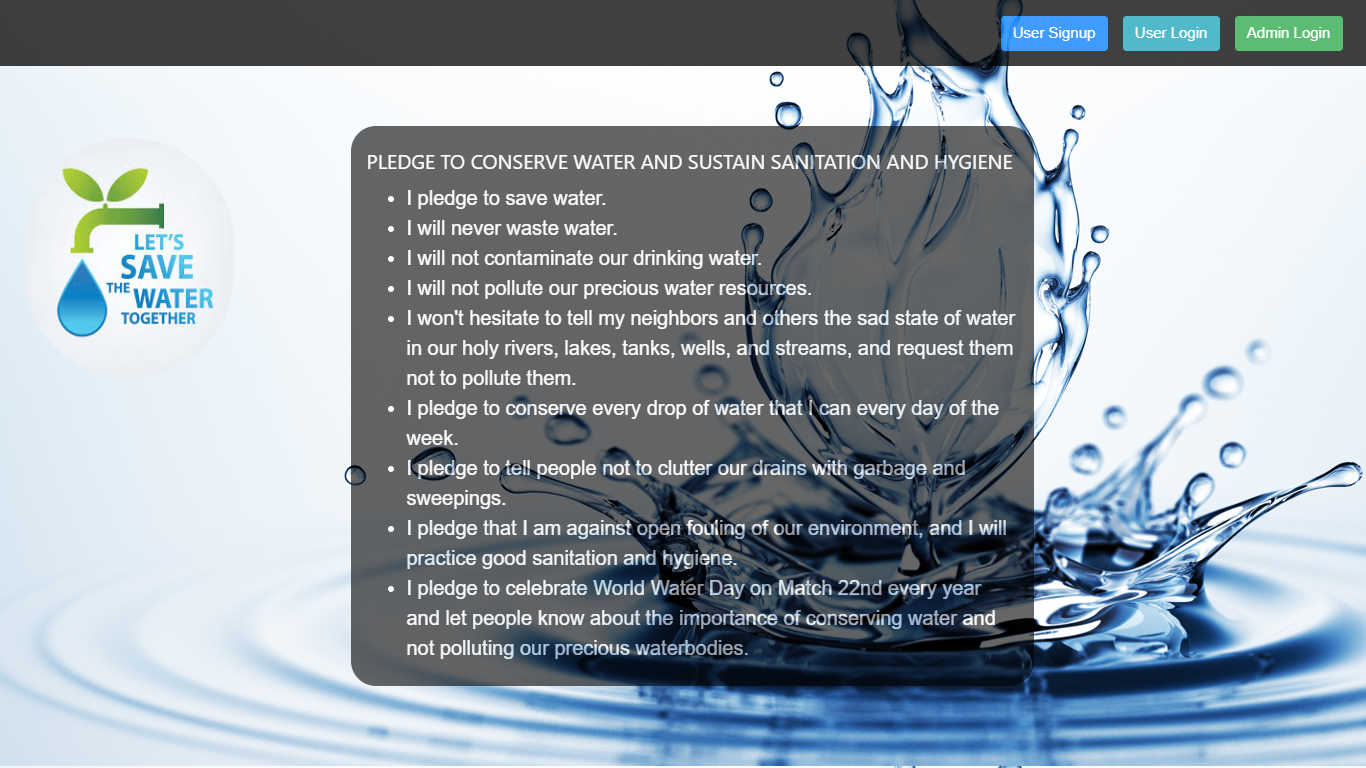 User Signup User Login Admin Login
LET'S
SAVE
THE WATER
TOGETHER
PLEDGE TO CONSERVE WATER AND SUSTAIN SANITATION AND HYGIENE
• I pledge to save water.
• I will never waste water.
• I will not contaminate our drinking water.
• I will not pollute our precious water resources.
• I won't hesitate to tell my neighbors and others the sad state of water
in our holy rivers, lakes, tanks, wells, and streams, and request them
not to pollute them.
• I pledge to conserve every drop of water that I can every day of the
week.
• I pledge to tell people not to clutter our drains with garbage and
sweepings.
• I pledge that I am against open fouling of our environment, and I will
practice good sanitation and hygiene.
• I pledge to celebrate World Water Day on Match 22nd every year
and let people know about the importance of conserving water and
not polluting our precious waterbodies.